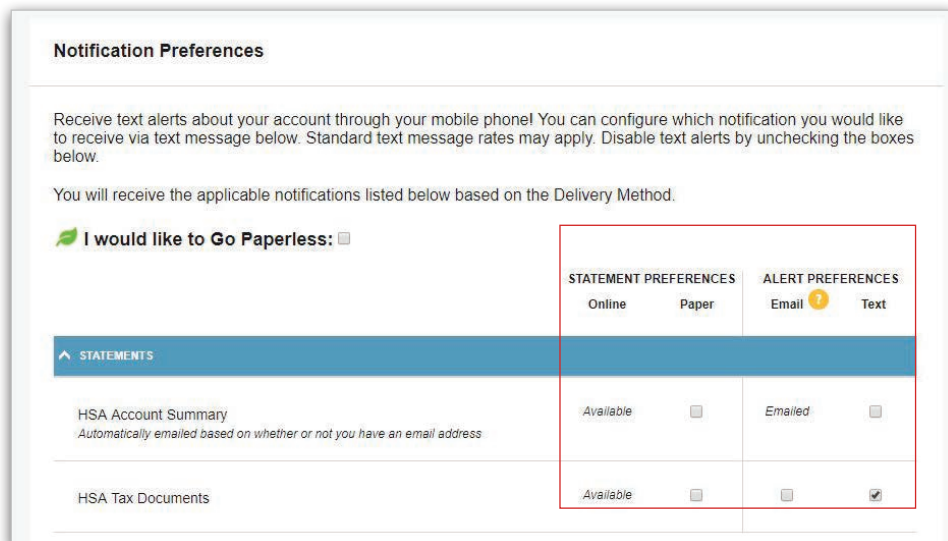 Notification Preferences
Receive text alerts about your account through your mobile phone! You can configure which notification you would like
to receive via text message below. Standard text message rates may apply. Disable text alerts by unchecking the boxes
below.
You will receive the applicable notifications listed below based on the Delivery Method.
I would like to Go Paperless:
STATEMENT PREFERENCES ALERT PREFERENCES
Online Paper Email ? Text
STATEMENTS
HSA Account Summary Available Emailed
Automatically emailed based on whether or not you have an email address
HSA Tax Documents Available